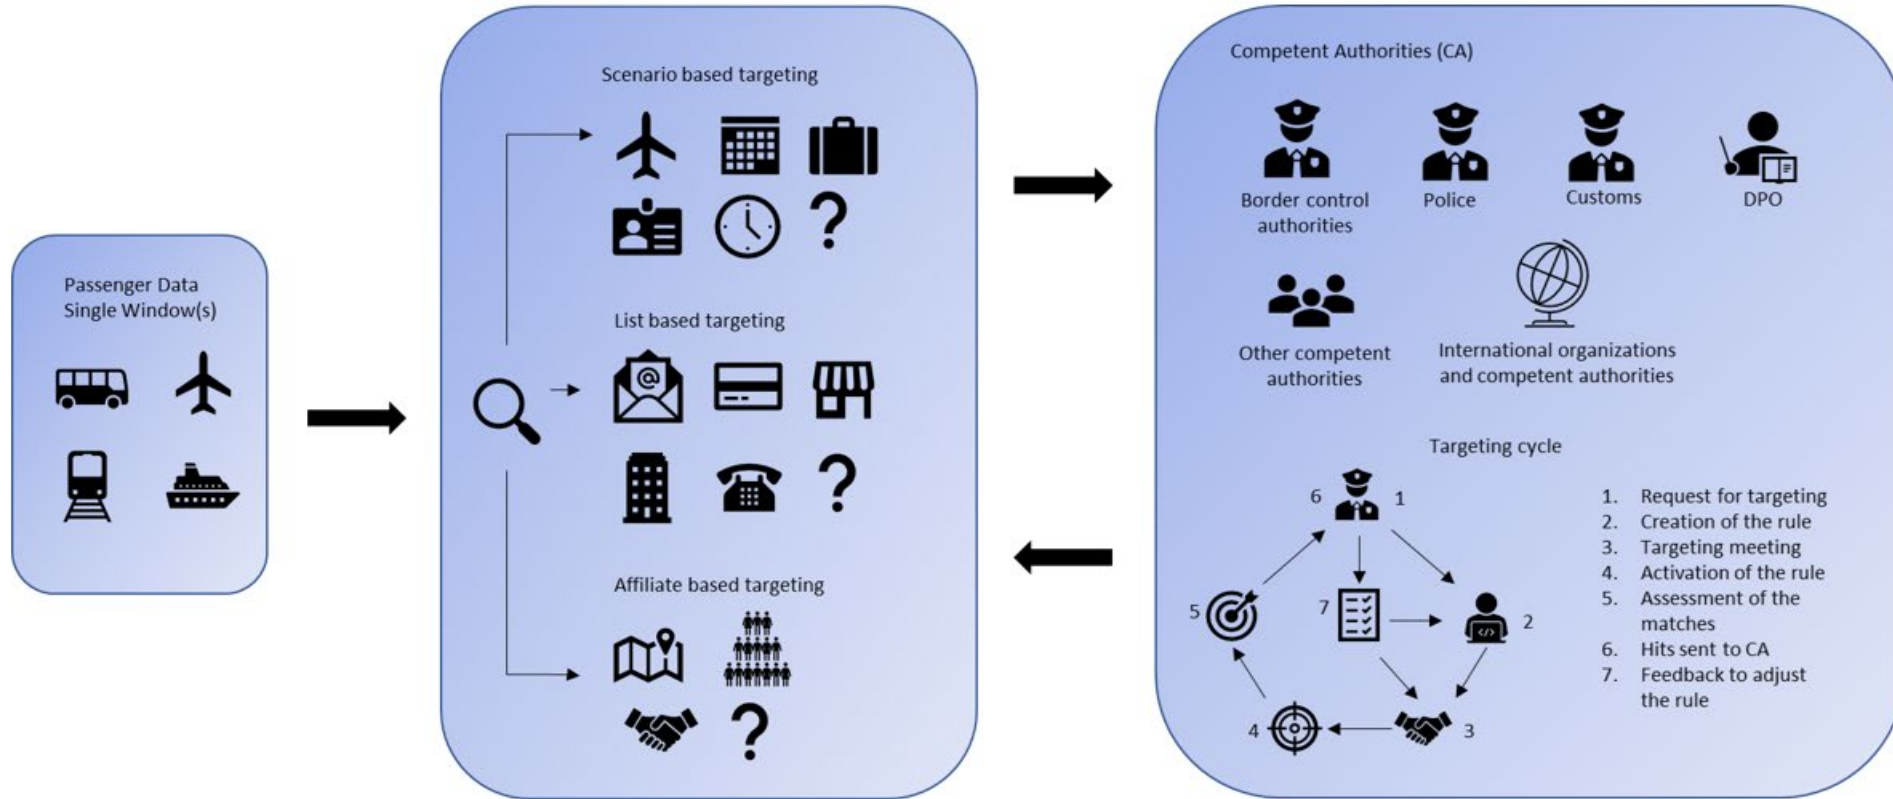 Passenger Data
Single Window(s)
Scenario based targeting
?
List based targeting
@
?
Affiliate based targeting
?
Competent Authorities (CA)
Border control
authorities
Police
Customs
DPO
Other competent
authorities
International organizations
and competent authorities
Targeting cycle
6
1
5
7
2
</>
4
3
1. Request for targeting
2. Creation of the rule
3. Targeting meeting
4. Activation of the rule
5. Assessment of the
matches
6. Hits sent to CA
7. Feedback to adjust
the rule